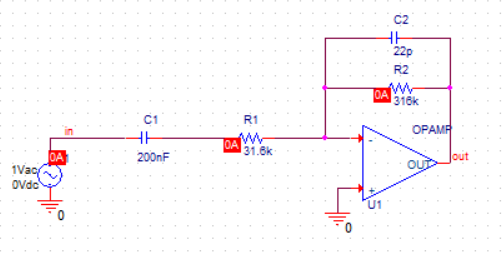 C2
22p
R2
0A
316k
C1
R1
OPAMP
in
-
0A
31.6k
200nF
OUT
out
0A
1Vac
0Vdc
+
U1
0
0